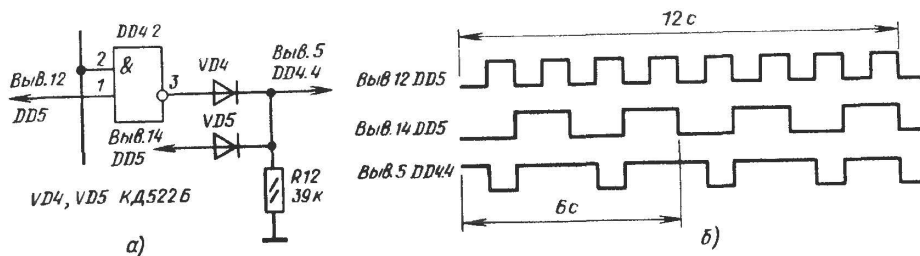 DD4 2
2
&
Выв.12
1
3
DD5
VD4
Выв.5
DD4.4
Выв.14
DD5
VD5
R12
39к
VD4, VD5 КД522Б
а)
12 с
Выв 12 DD5
Выв.14 DD5
Выв.5 DD4.4
6 с
б)